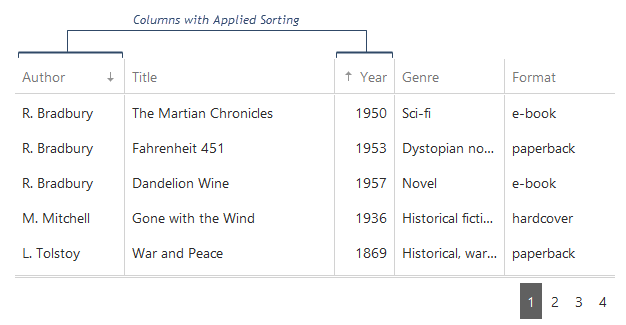 Columns with Applied Sorting
Author ↓ Title ↑ Year Genre Format
R. Bradbury The Martian Chronicles 1950 Sci-fi e-book
R. Bradbury Fahrenheit 451 1953 Dystopian no... paperback
R. Bradbury Dandelion Wine 1957 Novel e-book
M. Mitchell Gone with the Wind 1936 Historical ficti... hardcover
L. Tolstoy War and Peace 1869 Historical, war... paperback
1 2 3 4